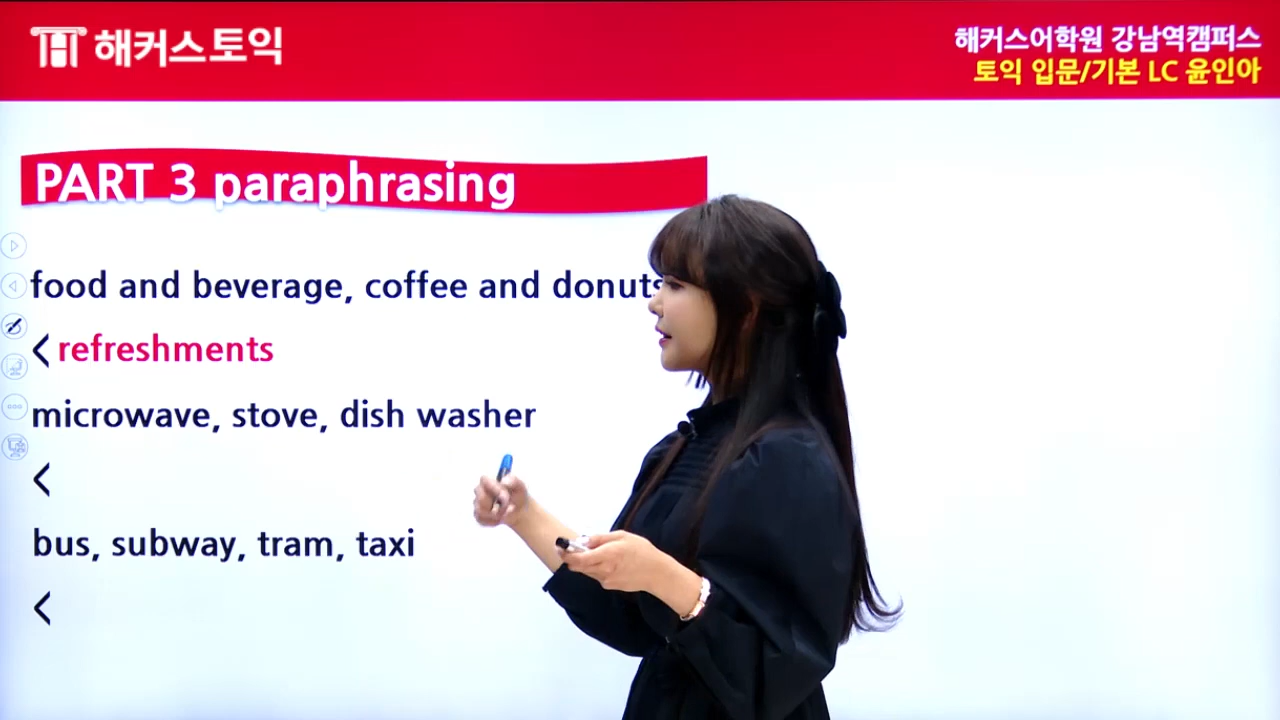 해커스토익
해커스어학원 강남역캠퍼스
토익 입문/기본 LC 윤인아
PART 3 paraphrasing
food and beverage, coffee and donuts
< refreshments
microwave, stove, dish washer
<
bus, subway, tram, taxi
<